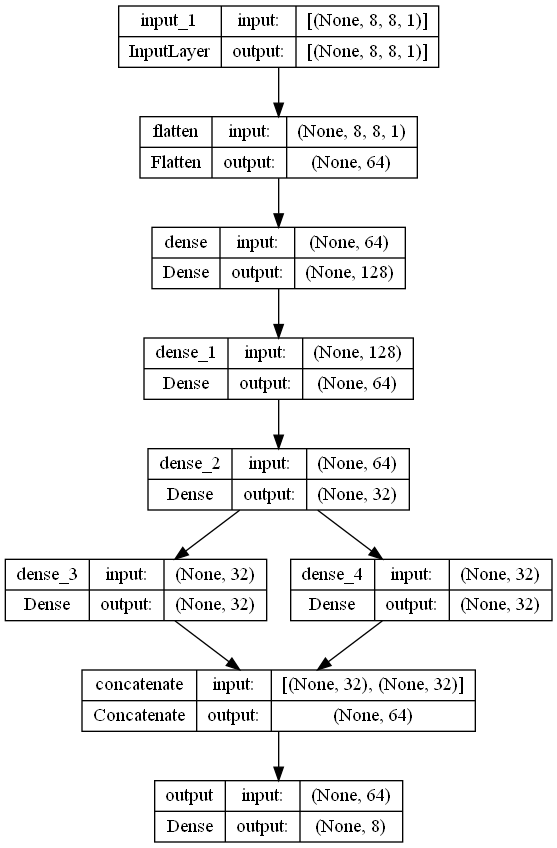 input_1 input: [(None, 8, 8, 1)]
InputLayer output: [(None, 8, 8, 1)]
flatten input: (None, 8, 8, 1)
Flatten output: (None, 64)
dense input: (None, 64)
Dense output: (None, 128)
dense_1 input: (None, 128)
Dense output: (None, 64)
dense_2 input: (None, 64)
Dense output: (None, 32)
dense_3 input: (None, 32)
Dense output: (None, 32)
dense_4 input: (None, 32)
Dense output: (None, 32)
concatenate input: [(None, 32), (None, 32)]
Concatenate output: (None, 64)
output input: (None, 64)
Dense output: (None, 8)